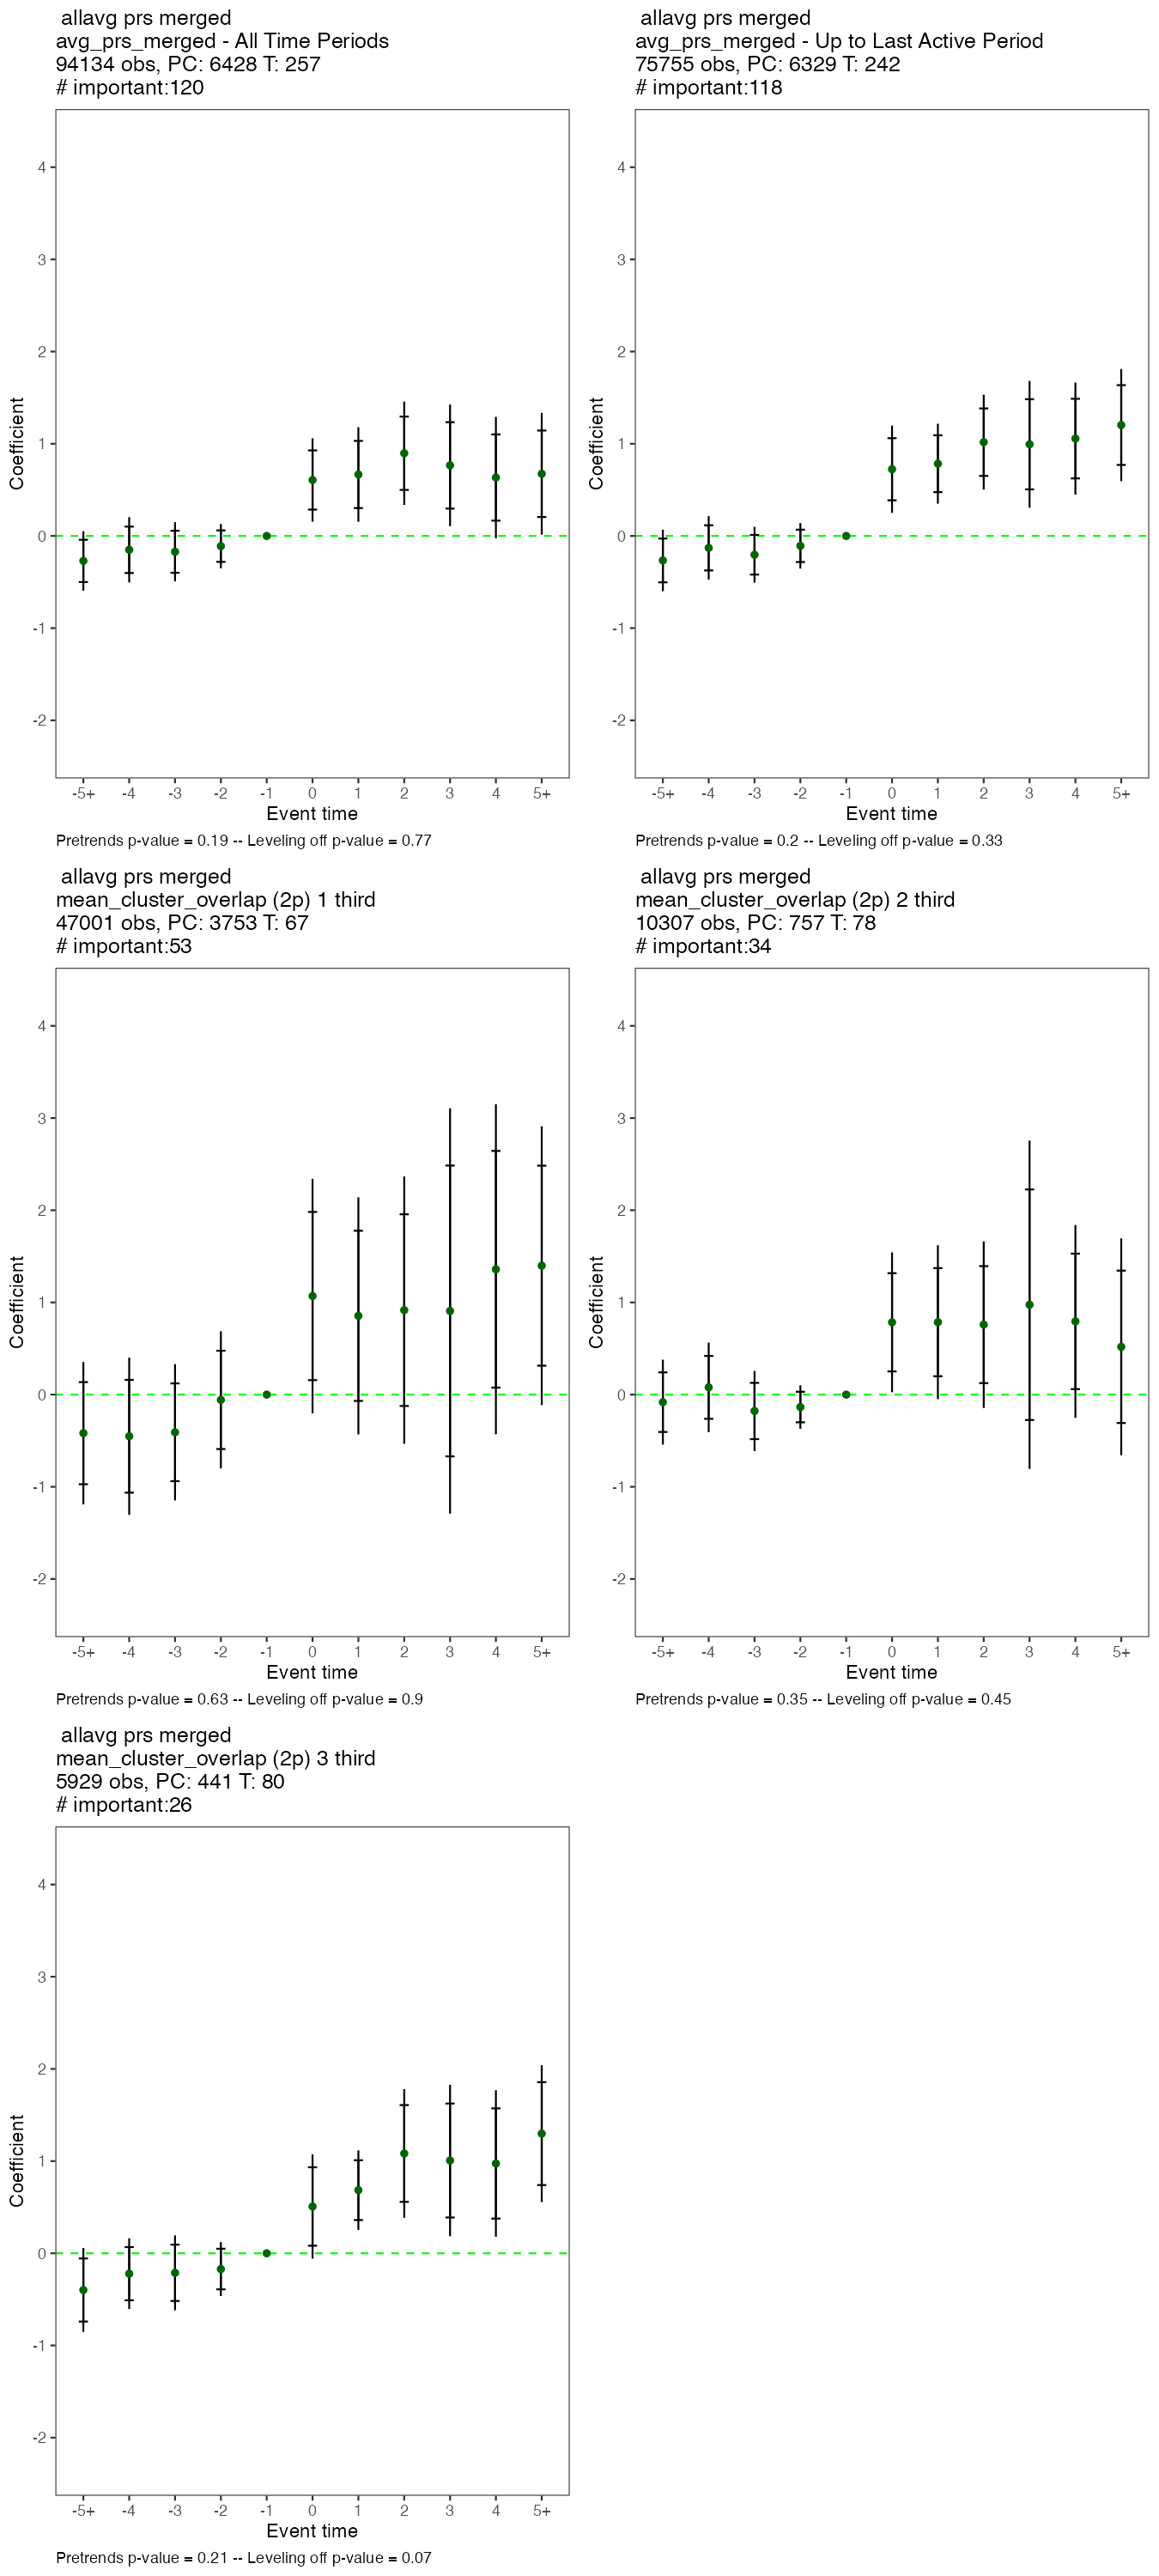 allavg prs merged
avg_prs_merged - All Time Periods
94134 obs, PC: 6428 T: 257
# important:120
4
3
2
1
0
-1
-2
Coefficient
-5+ -4 -3 -2 -1 0 1 2 3 4 5+
Event time
Pretrends p-value = 0.19 -- Leveling off p-value = 0.77
allavg prs merged
avg_prs_merged - Up to Last Active Period
75755 obs, PC: 6329 T: 242
# important:118
4
3
2
1
0
-1
-2
Coefficient
-5+ -4 -3 -2 -1 0 1 2 3 4 5+
Event time
Pretrends p-value = 0.2 -- Leveling off p-value = 0.33
allavg prs merged
mean_cluster_overlap (2p) 1 third
47001 obs, PC: 3753 T: 67
# important:53
4
3
2
1
0
-1
-2
Coefficient
-5+ -4 -3 -2 -1 0 1 2 3 4 5+
Event time
Pretrends p-value = 0.63 -- Leveling off p-value = 0.9
allavg prs merged
mean_cluster_overlap (2p) 2 third
10307 obs, PC: 757 T: 78
# important:34
4
3
2
1
0
-1
-2
Coefficient
-5+ -4 -3 -2 -1 0 1 2 3 4 5+
Event time
Pretrends p-value = 0.35 -- Leveling off p-value = 0.45
allavg prs merged
mean_cluster_overlap (2p) 3 third
5929 obs, PC: 441 T: 80
# important:26
4
3
2
1
0
-1
-2
Coefficient
-5+ -4 -3 -2 -1 0 1 2 3 4 5+
Event time
Pretrends p-value = 0.21 -- Leveling off p-value = 0.07